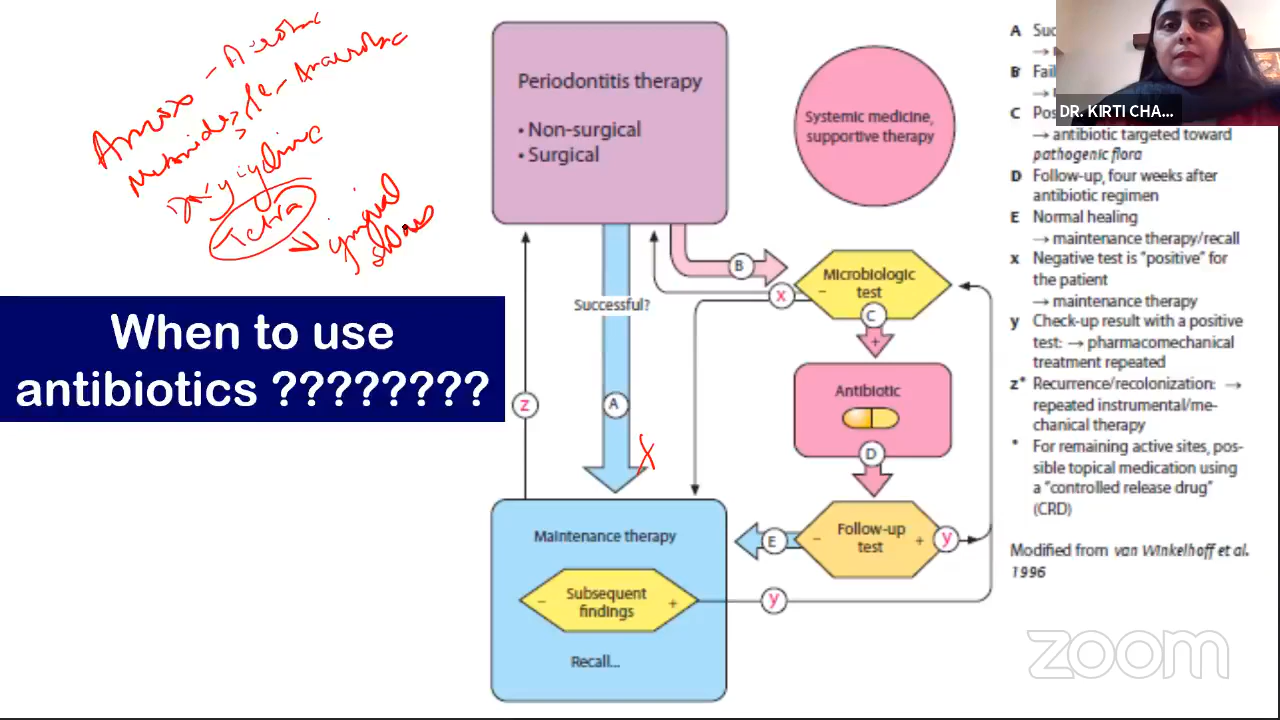 Amox - Aerobic
Metronidazole - Anaerobic
Doxycycline
Tetra → gingival
When to use
antibiotics ????????
Periodontitis therapy
• Non-surgical
• Surgical
Successful?
A
B
x
z
Systemic medicine,
supportive therapy
Microbiologic
test
−
C
+
Antibiotic
D
Follow-up
test
−
+
y
E
Maintenance therapy
Subsequent
findings
−
+
y
Recall...
A Suc
B Fail
C Pos
→ antibiotic targeted toward
pathogenic flora
D Follow-up, four weeks after
antibiotic regimen
E Normal healing
→ maintenance therapy/recall
x Negative test is "positive" for
the patient
→ maintenance therapy
y Check-up result with a positive
test: → pharmacomechanical
treatment repeated
z* Recurrence/recolonization: →
repeated instrumental/me-
chanical therapy
* For remaining active sites, pos-
sible topical medication using
a "controlled release drug"
(CRD)
Modified from van Winkelhoff et al.
1996
DR. KIRTI CHA...
zoom